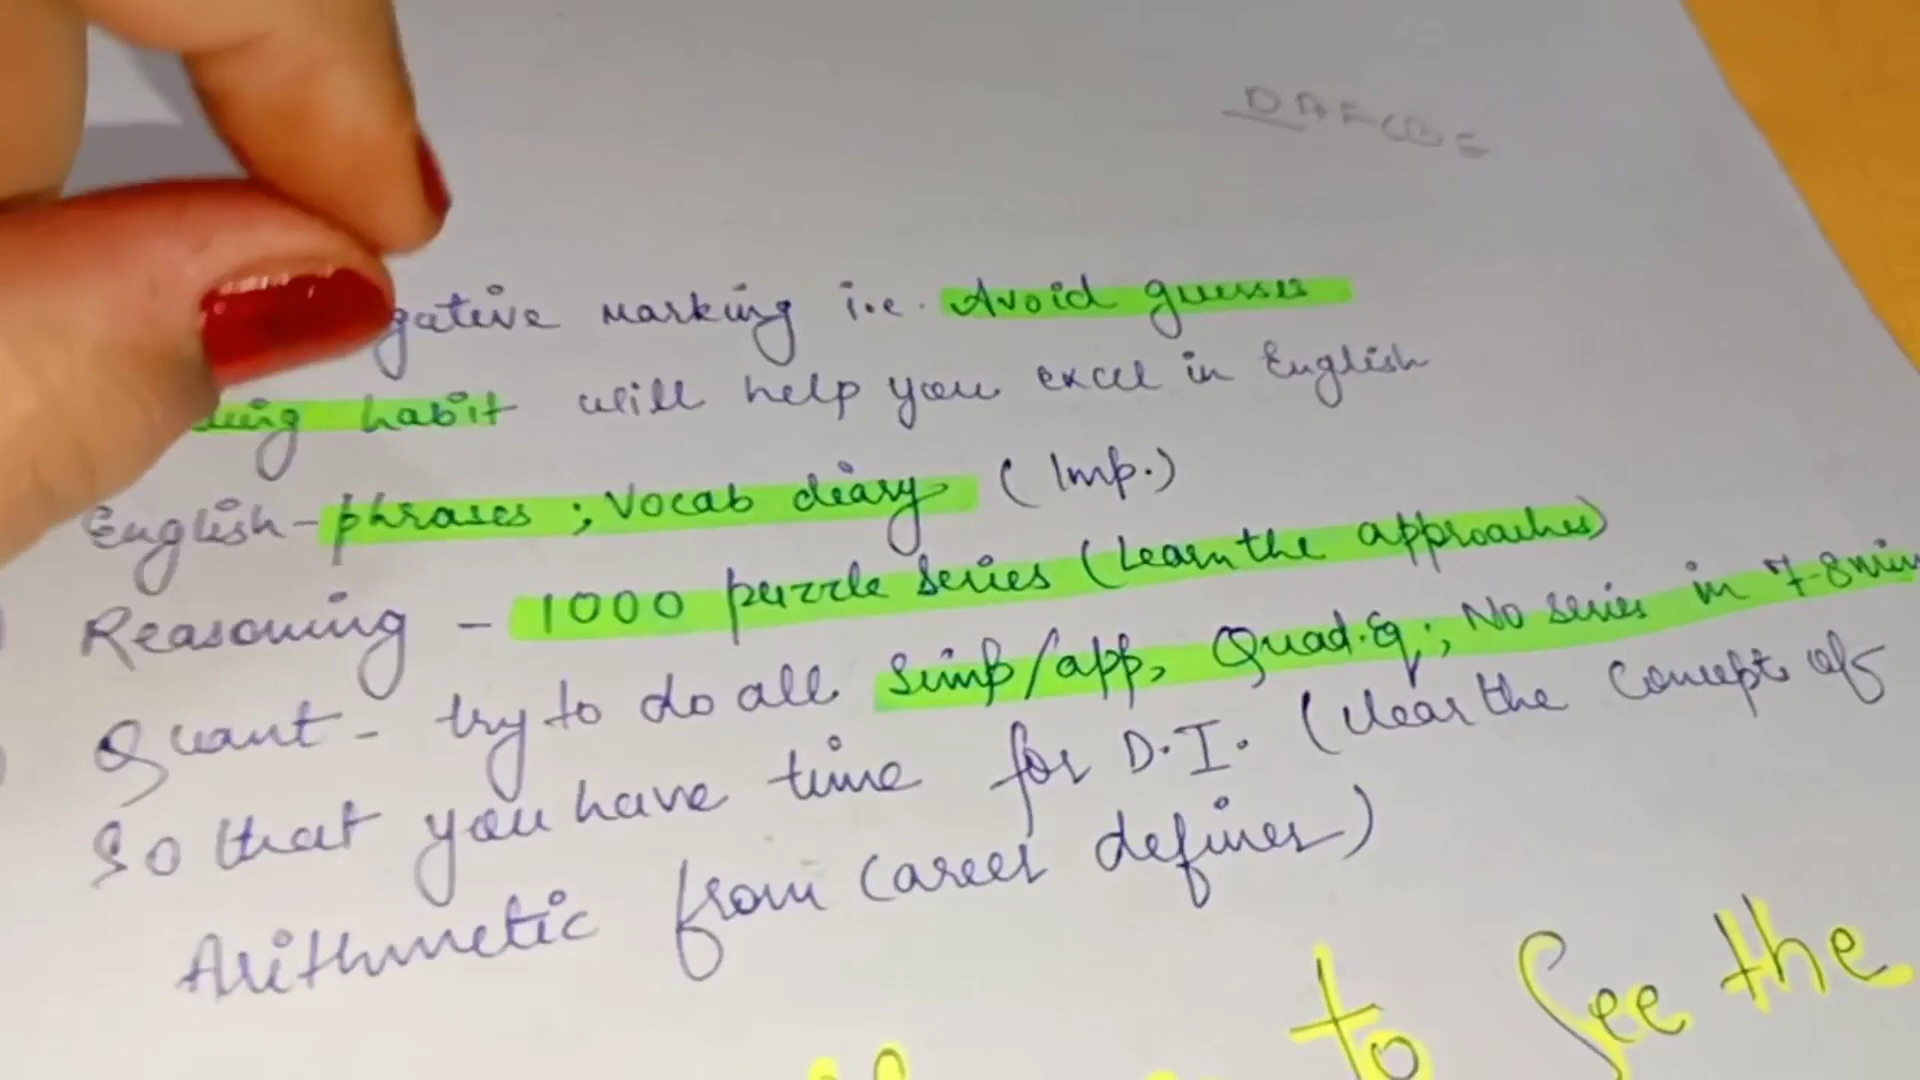 gative marking i.e. Avoid guesses
habit will help you excel in English
English - phrases ; Vocab diary (Imp.)
Reasoning - 1000 puzzle series (Learn the approaches)
Quant - try to do all Simp/app, Quad.Eq.; No series in 7-8 min
So that you have time for D.I. (clear the concepts of
Arithmetic from Career definer)
to See the